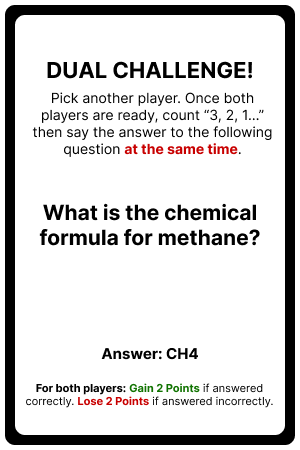 DUAL CHALLENGE!
Pick another player. Once both
players are ready, count “3, 2, 1...”
then say the answer to the following
question at the same time.
What is the chemical
formula for methane?
Answer: CH4
For both players: Gain 2 Points if answered
correctly. Lose 2 Points if answered incorrectly.